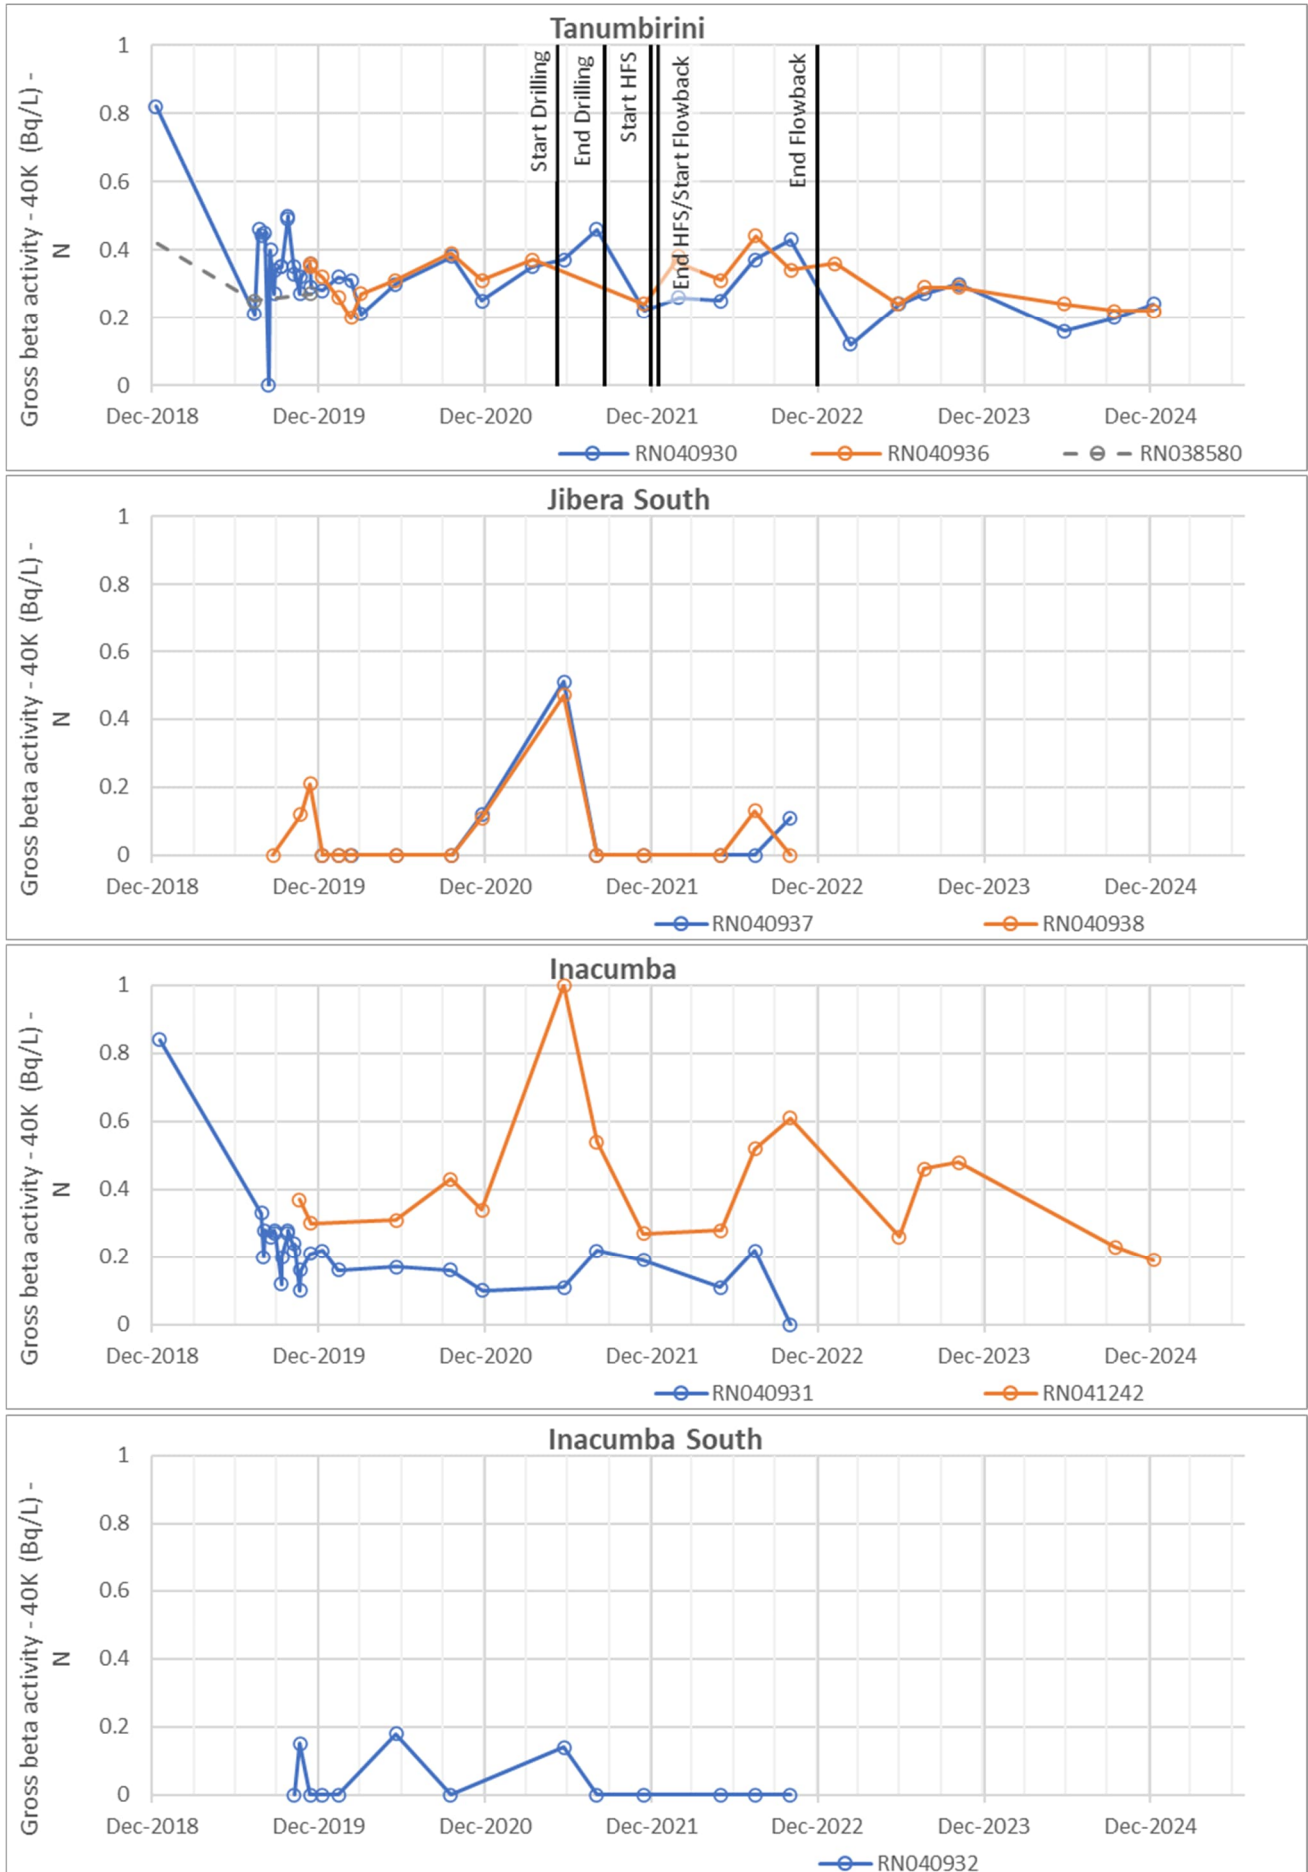 Tanumbirini
Gross beta activity - 40K (Bq/L) -
N
1
0.8
0.6
0.4
0.2
0
Start Drilling
End Drilling
Start HFS
End HFS/Start Flowback
End Flowback
Dec-2018 Dec-2019 Dec-2020 Dec-2021 Dec-2022 Dec-2023 Dec-2024
RN040930 RN040936 RN038580
Jibera South
Gross beta activity - 40K (Bq/L) -
N
1
0.8
0.6
0.4
0.2
0
Dec-2018 Dec-2019 Dec-2020 Dec-2021 Dec-2022 Dec-2023 Dec-2024
RN040937 RN040938
Inacumba
Gross beta activity - 40K (Bq/L) -
N
1
0.8
0.6
0.4
0.2
0
Dec-2018 Dec-2019 Dec-2020 Dec-2021 Dec-2022 Dec-2023 Dec-2024
RN040931 RN041242
Inacumba South
Gross beta activity - 40K (Bq/L) -
N
1
0.8
0.6
0.4
0.2
0
Dec-2018 Dec-2019 Dec-2020 Dec-2021 Dec-2022 Dec-2023 Dec-2024
RN040932